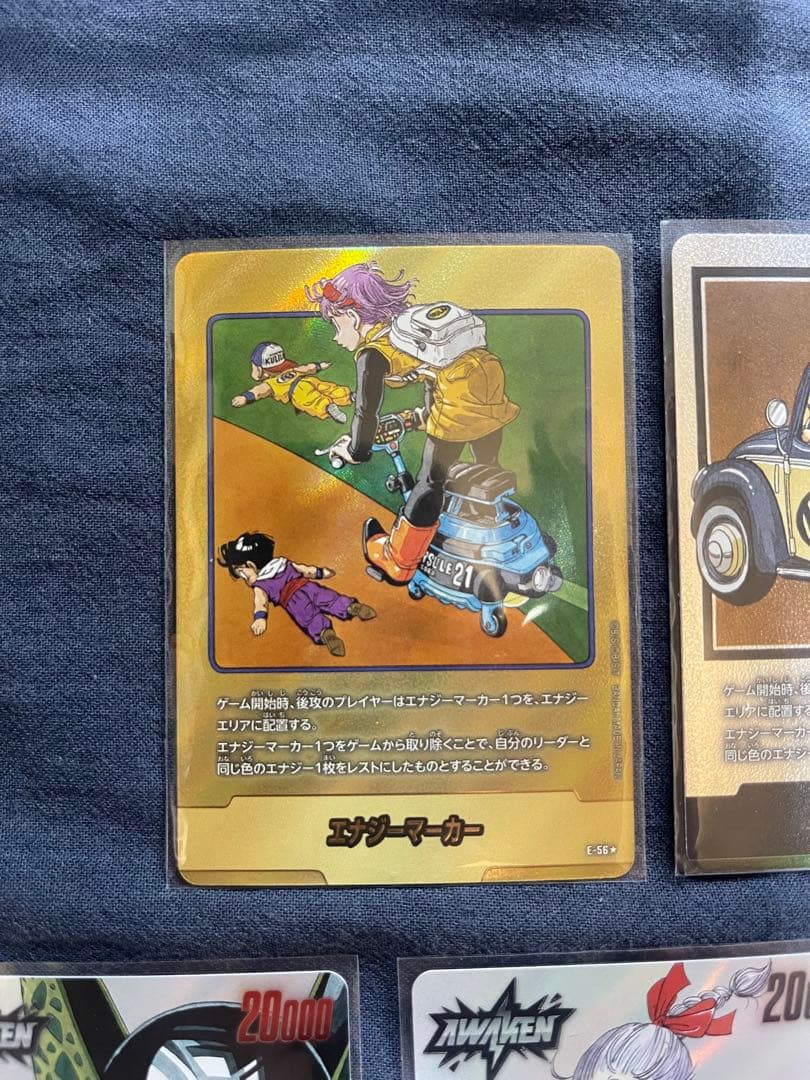 KULILA
CAPSULE 21
ゲーム開始時、後攻のプレイヤーはエナジーマーカー1つを、エナジー
エリアに配置する。
エナジーマーカー1つをゲームから取り除くことで、自分のリーダーと
同じ色のエナジー1枚をレストにしたものとすることができる。
エナジーマーカー
E-56★
ゲーム開始時、後
エリアに配置する
エナジーマーカー
同じ色のエナジー
20000
AWAKEN
20